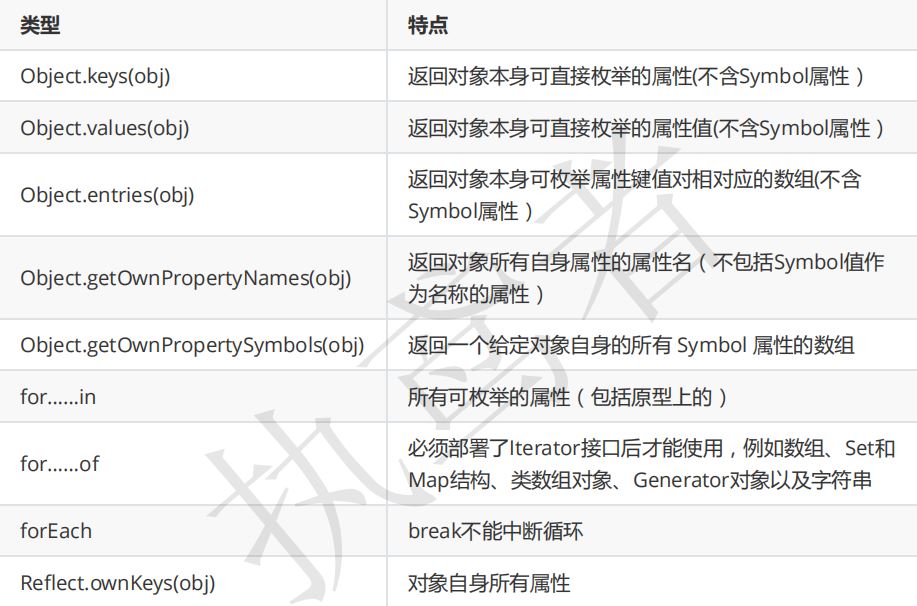 类型
特点
Object.keys(obj)
返回对象本身可直接枚举的属性(不含Symbol属性）
Object.values(obj)
返回对象本身可直接枚举的属性值(不含Symbol属性）
Object.entries(obj)
返回对象本身可枚举属性键值对相对应的数组(不含
Symbol属性）
Object.getOwnPropertyNames(obj)
返回对象所有自身属性的属性名（不包括Symbol值作
为名称的属性）
Object.getOwnPropertySymbols(obj)
返回一个给定对象自身的所有 Symbol 属性的数组
for……in
所有可枚举的属性（包括原型上的）
for……of
必须部署了Iterator接口后才能使用，例如数组、Set和
Map结构、类数组对象、Generator对象以及字符串
forEach
break不能中断循环
Reflect.ownKeys(obj)
对象自身所有属性
执鸢者